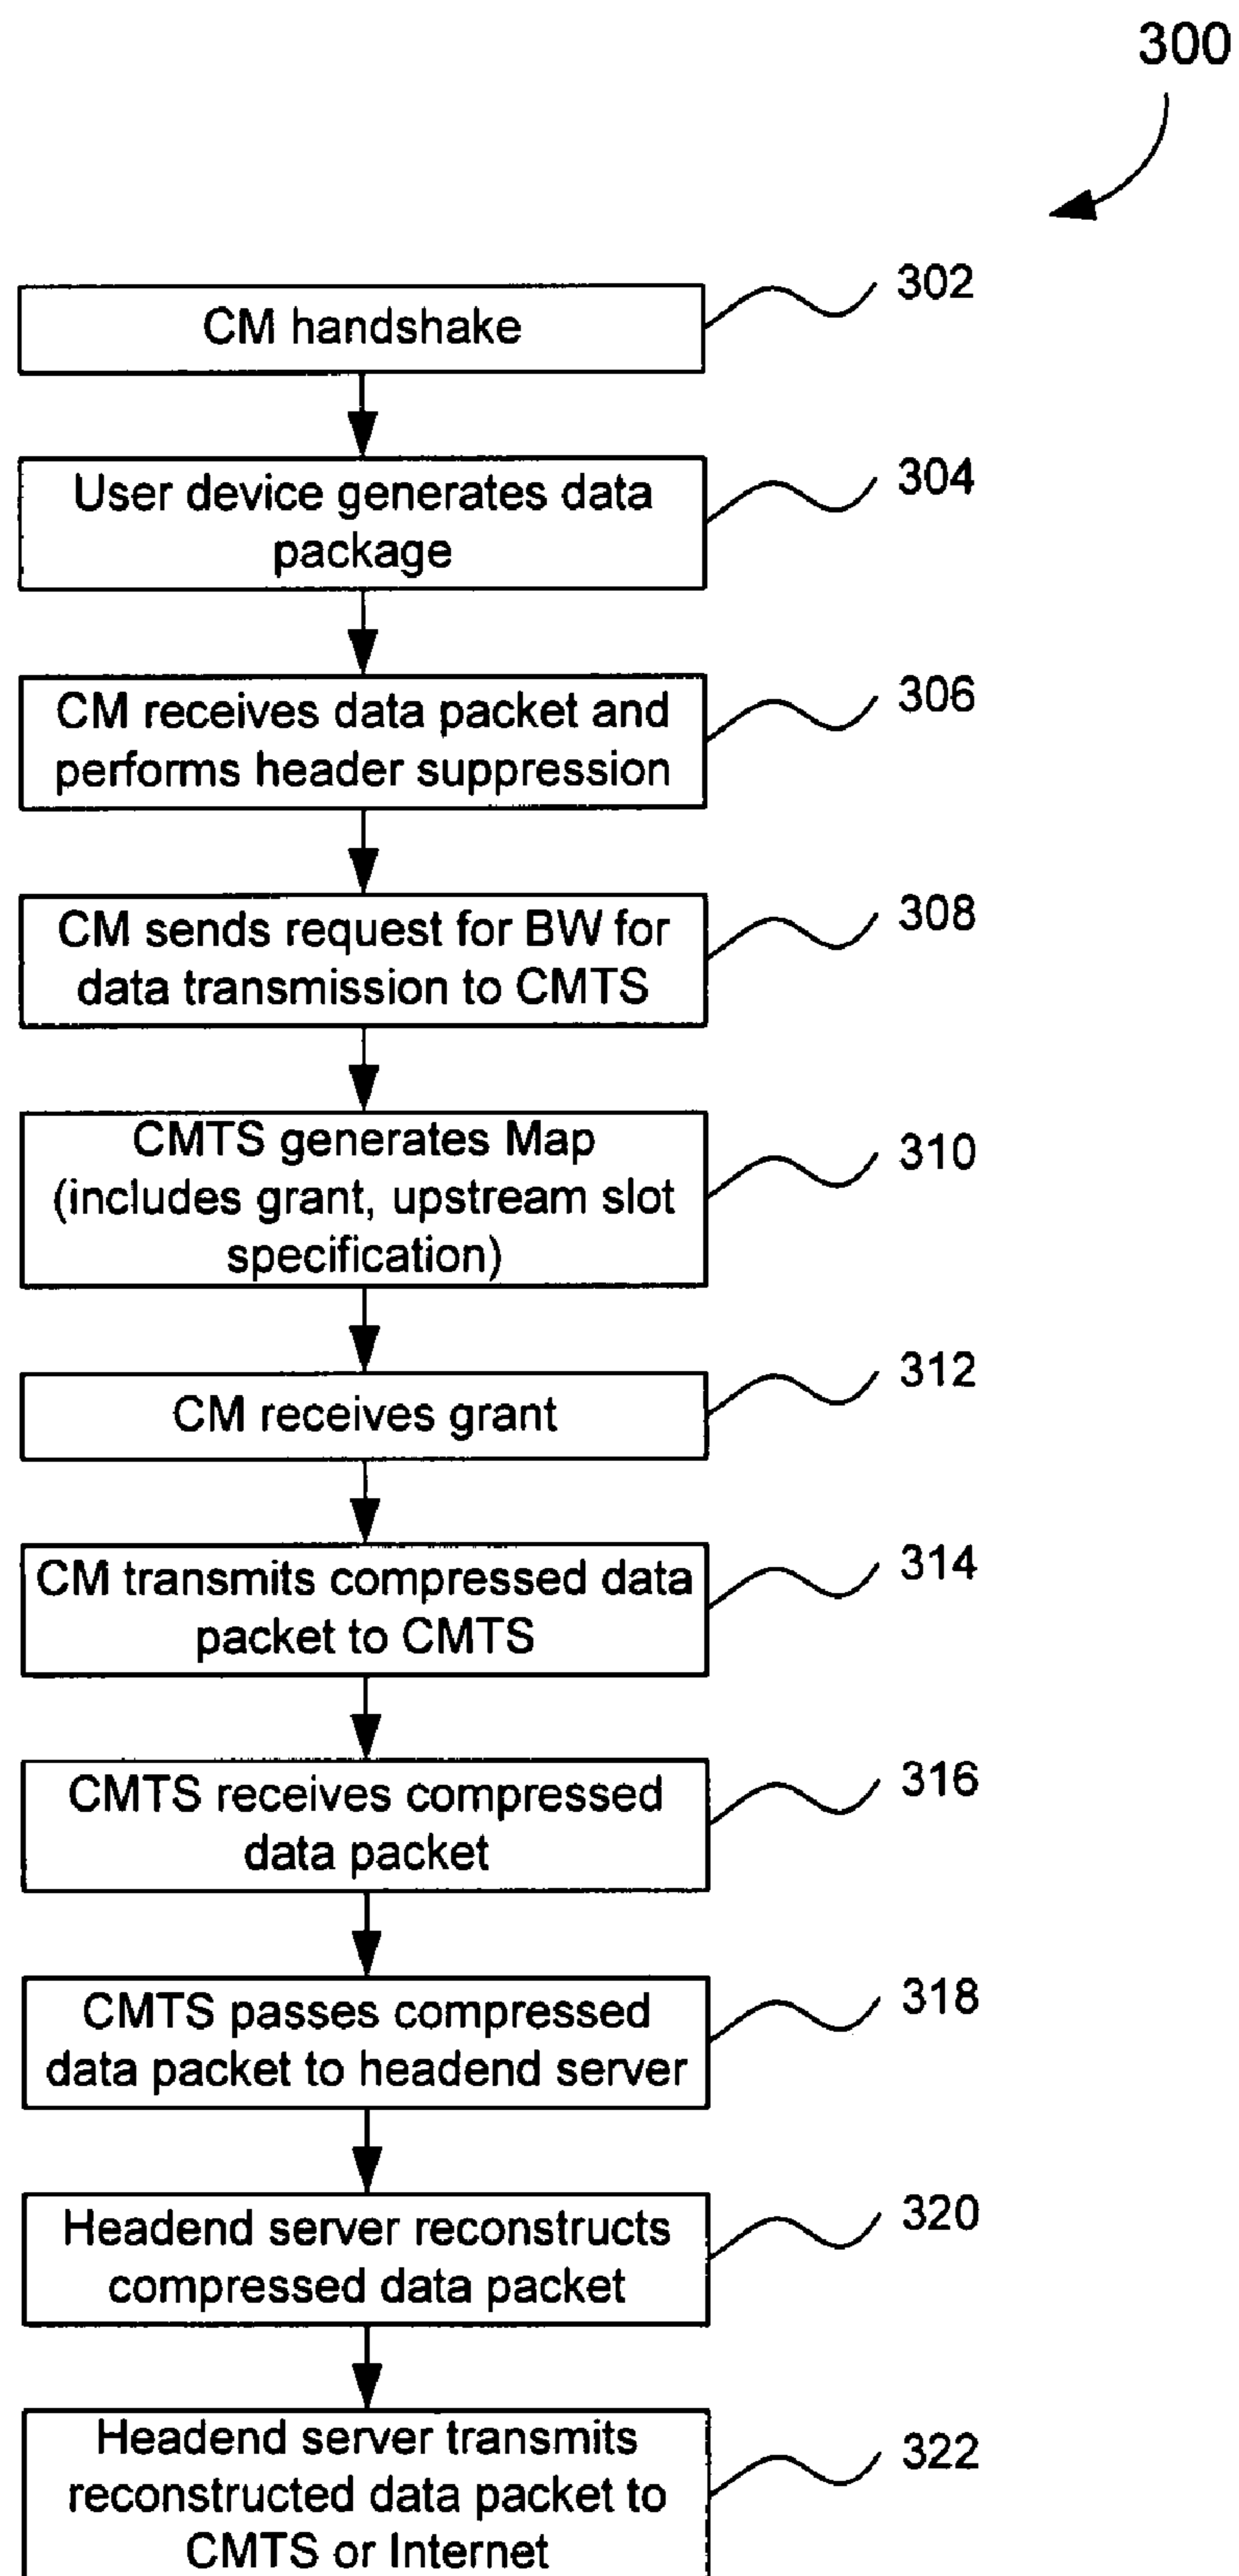 300
CM handshake
302
User device generates data
package
304
CM receives data packet and
performs header suppression
306
CM sends request for BW for
data transmission to CMTS
308
CMTS generates Map
(includes grant, upstream slot
specification)
310
CM receives grant
312
CM transmits compressed data
packet to CMTS
314
CMTS receives compressed
data packet
316
CMTS passes compressed
data packet to headend server
318
Headend server reconstructs
compressed data packet
320
Headend server transmits
reconstructed data packet to
CMTS or Internet
322